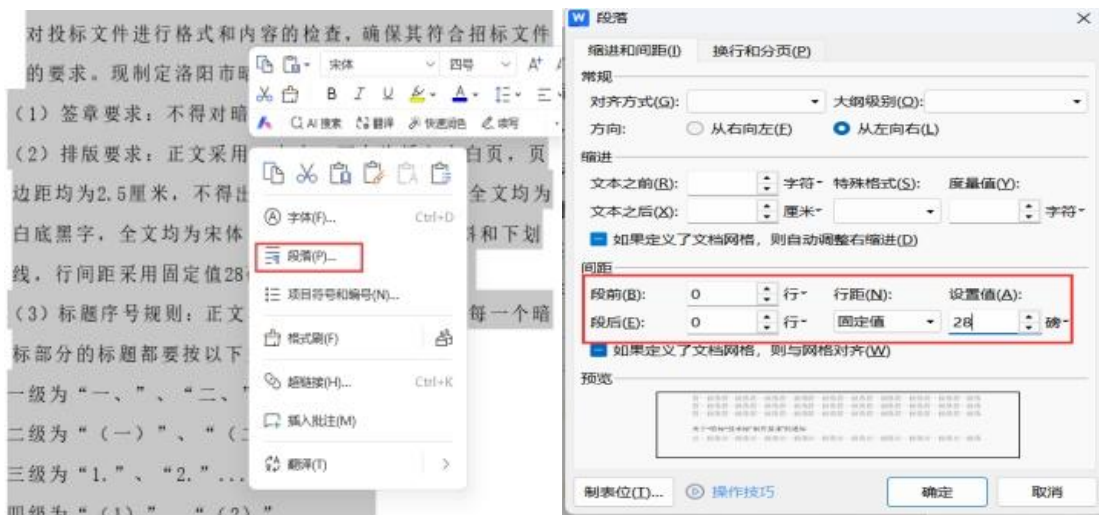 对投标文件进行格式和内容的检查，确保其符合招标文件
的要求。现制定洛阳市暗
（1）签章要求：不得对暗
（2）排版要求：正文采用
白页，页
边距均为2.5厘米，不得出
全文均为
白底黑字，全文均为宋体
和下划
线，行间距采用固定值28
（3）标题序号规则：正文
每一个暗
标部分的标题都要按以下
一级为“一、”、“二、”
二级为“（一）”、“（二
三级为“1.”、“2.”...
四级为“（1）”、“（2）”
宋体 四号 A+
B I U A
AI搜索 翻译 快速润色 续写
字体(F)... Ctrl+D
段落(P)...
项目符号和编号(N)...
格式刷(F)
超链接(H)... Ctrl+K
插入批注(M)
翻译(T)
段落
缩进和间距(I) 换行和分页(P)
常规
对齐方式(G): 大纲级别(O):
方向: 从右向左(F) 从左向右(L)
缩进
文本之前(R): 字符 特殊格式(S): 度量值(Y):
文本之后(X): 厘米 字符
如果定义了文档网格，则自动调整右缩进(D)
间距
段前(B): 0 行 行距(N): 设置值(A):
段后(E): 0 行 固定值 28 磅
如果定义了文档网格，则与网格对齐(W)
预览
制表位(T)... 操作技巧 确定 取消